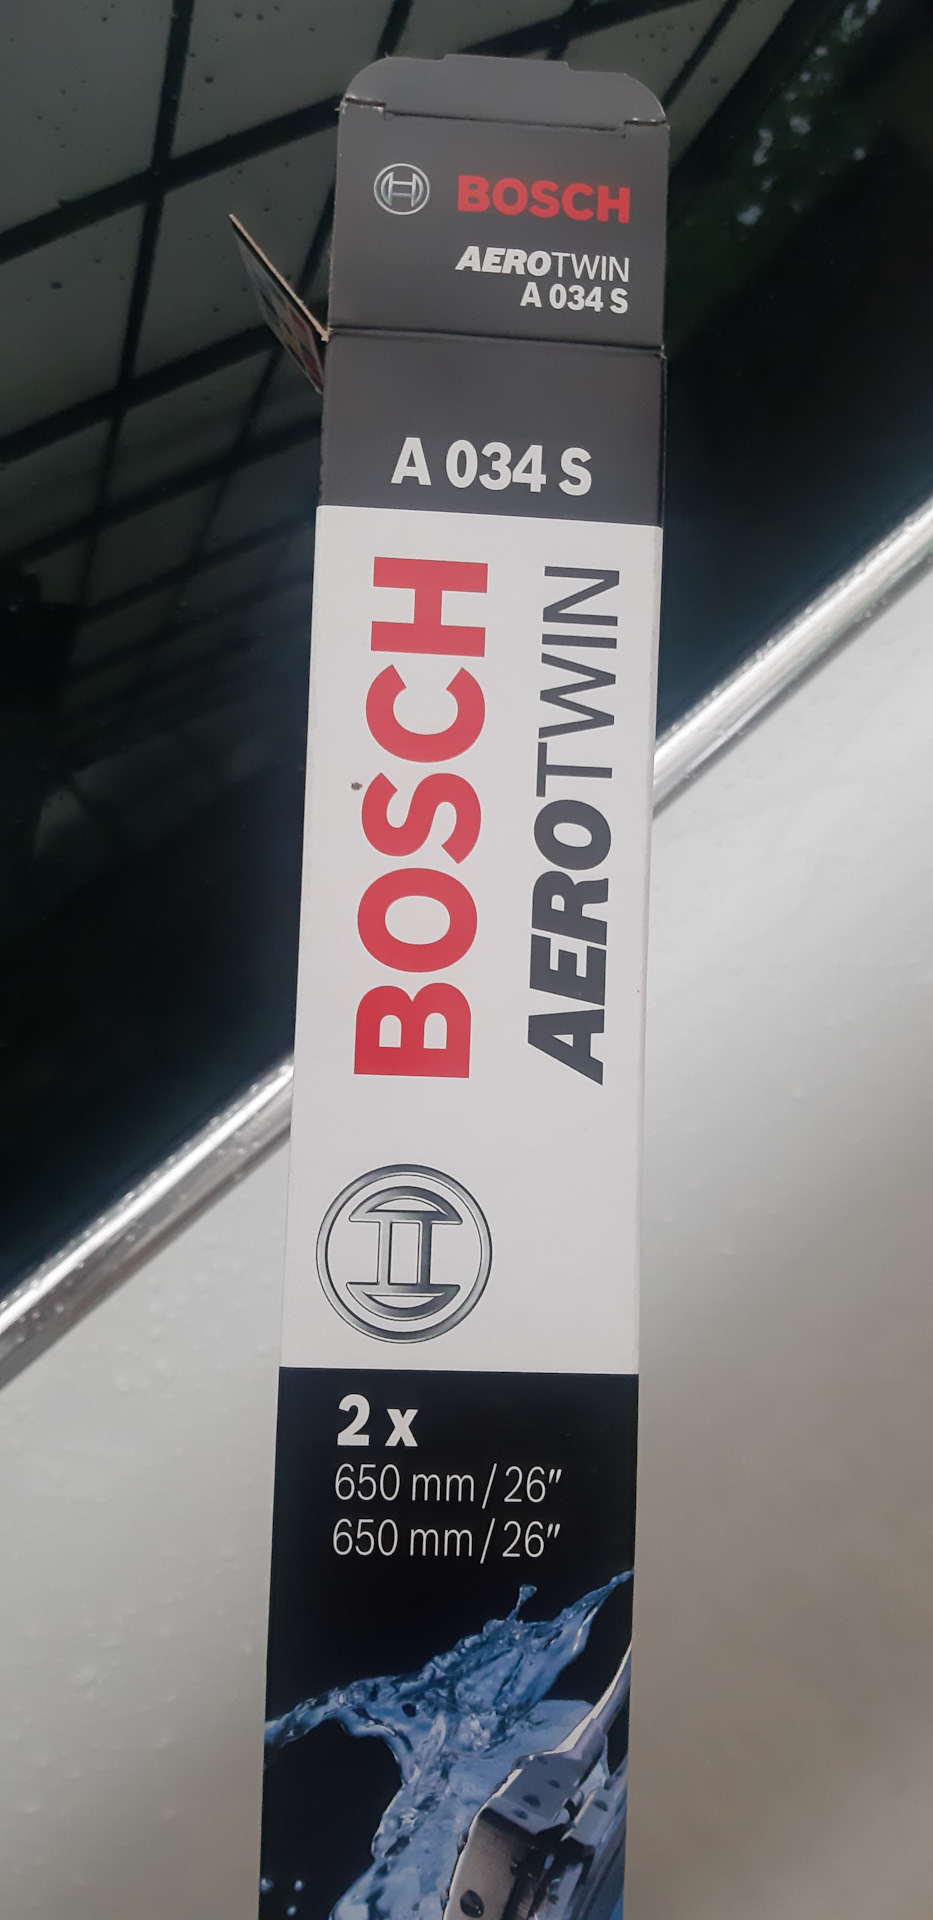 BOSCH
AEROTWIN
A 034 S
A 034 S
BOSCH
AEROTWIN
2 x
650 mm / 26"
650 mm / 26"